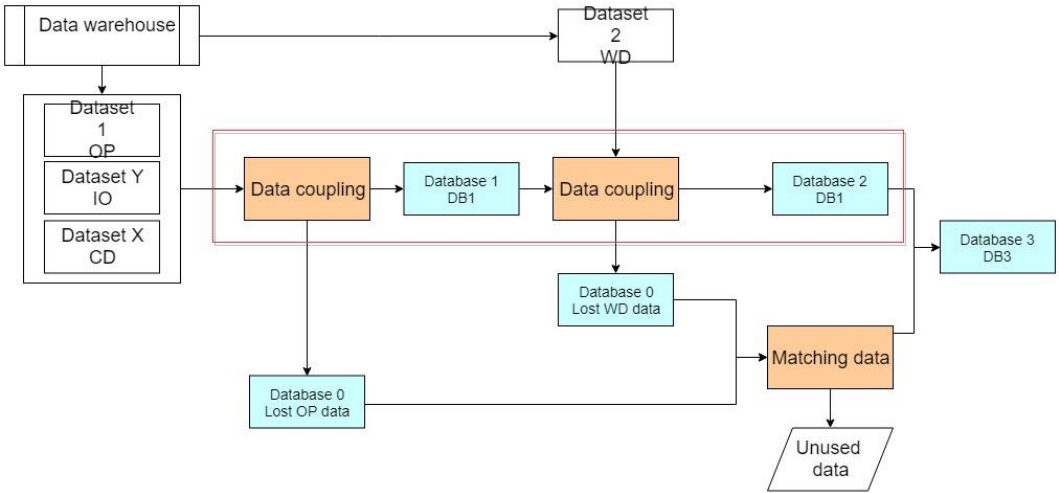 Data warehouse
Dataset
2
WD
Dataset
1
OP
Dataset Y
IO
Dataset X
CD
Data coupling
Database 1
DB1
Data coupling
Database 2
DB1
Database 3
DB3
Database 0
Lost WD data
Matching data
Database 0
Lost OP data
Unused
data